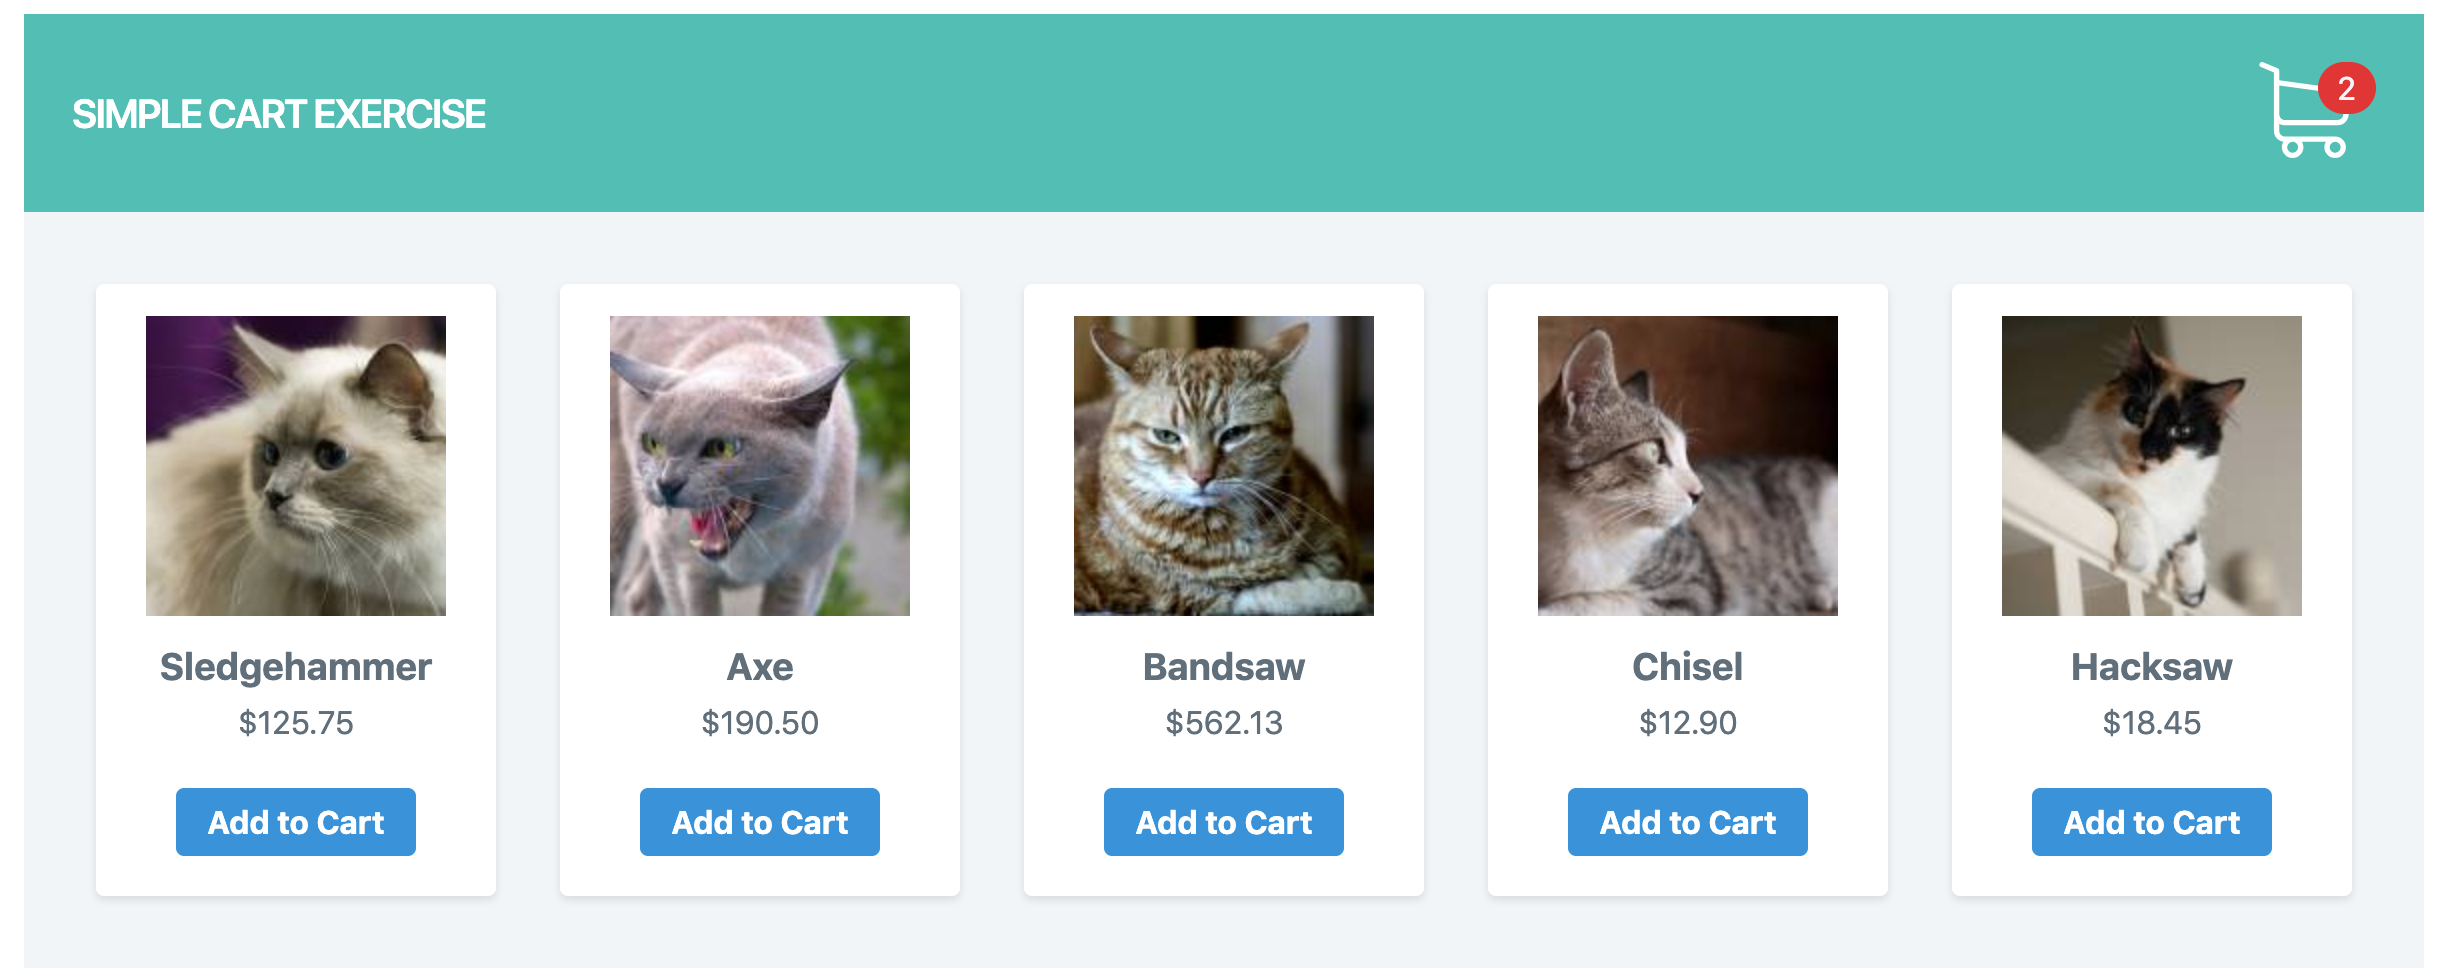 SIMPLE CART EXERCISE
2
Sledgehammer
$125.75
Add to Cart
Axe
$190.50
Add to Cart
Bandsaw
$562.13
Add to Cart
Chisel
$12.90
Add to Cart
Hacksaw
$18.45
Add to Cart